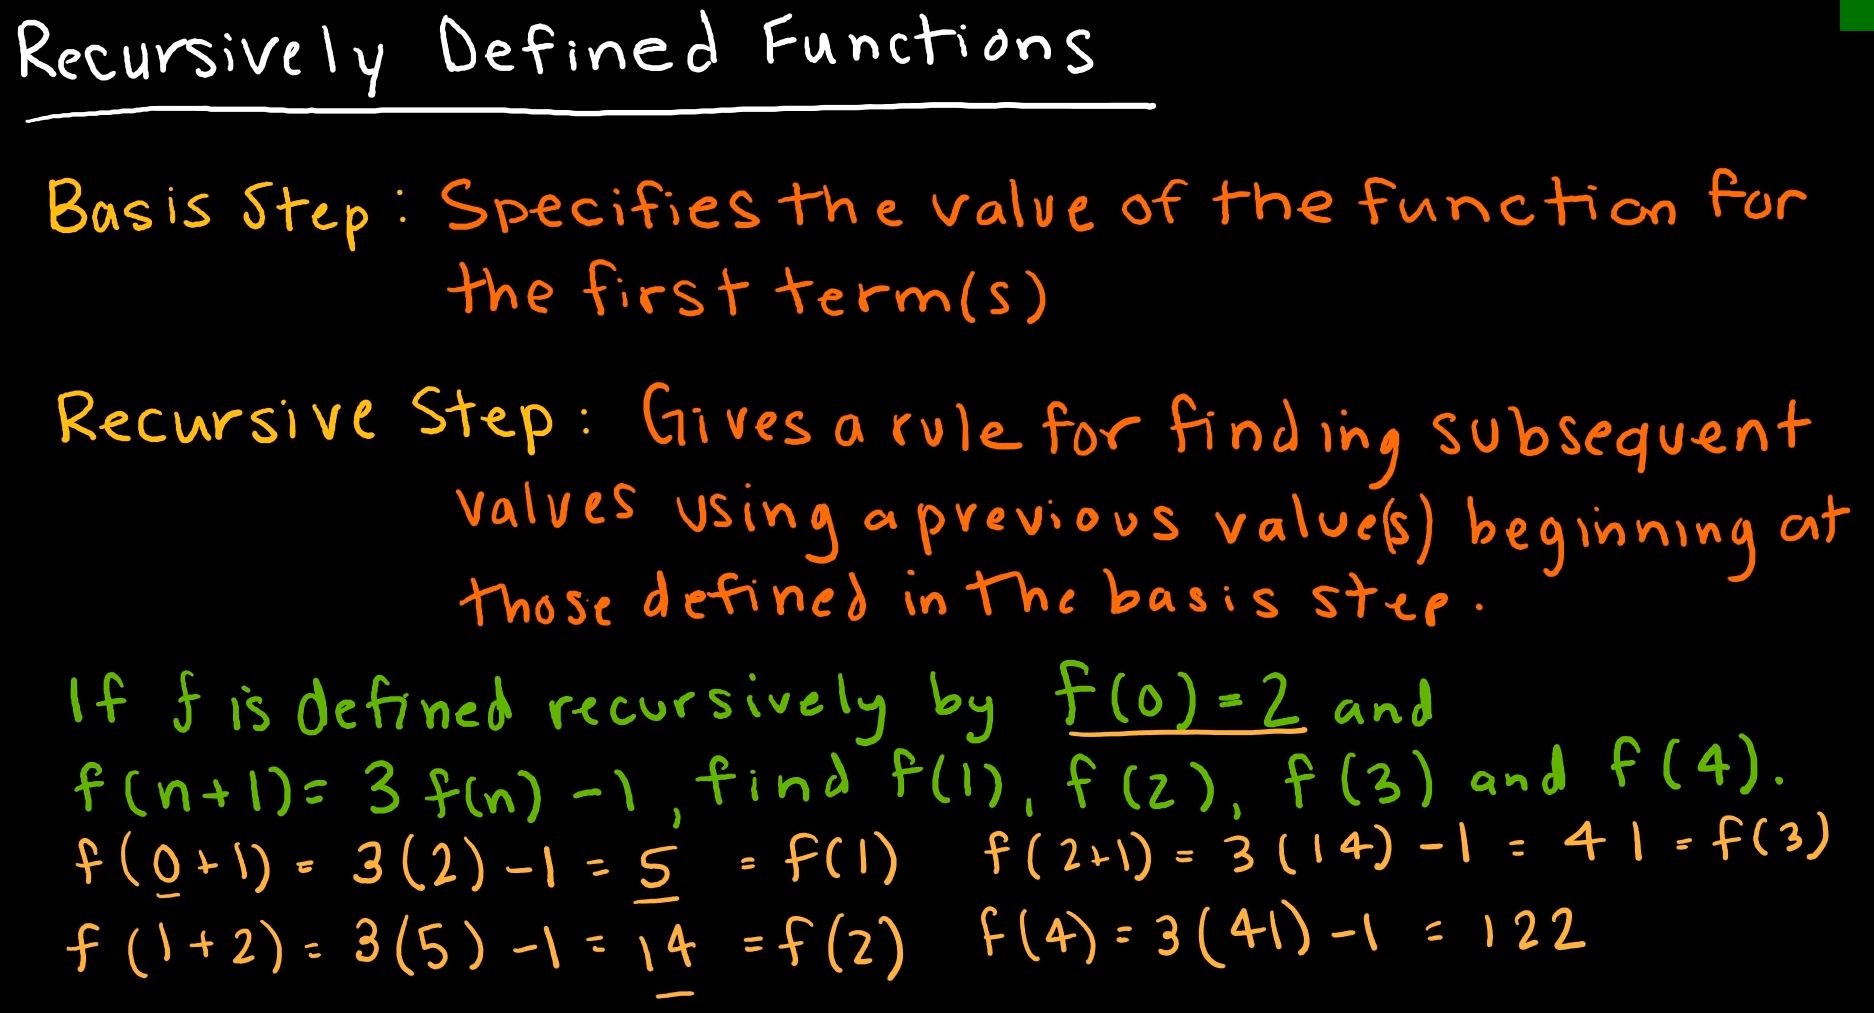 Recursively Defined Functions
Basis Step: Specifies the value of the function for
the first term(s)
Recursive Step: Gives a rule for finding subsequent
values using a previous value(s) beginning at
those defined in the basis step.
If f is defined recursively by f(0)=2 and
f(n+1)= 3 f(n) -1, find f(1), f(2), f(3) and f(4).
f(0+1) = 3(2)-1 = 5 = f(1) f(2+1) = 3(14)-1 = 41 = f(3)
f(1+2) = 3(5)-1 = 14 = f(2) f(4) = 3(41)-1 = 122